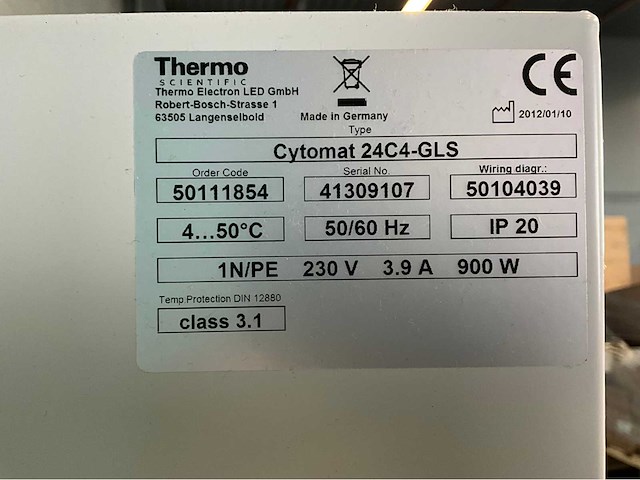 Thermo
SCIENTIFIC
Thermo Electron LED GmbH
Robert-Bosch-Strasse 1
63505 Langenselbold
Made in Germany
CE
2012/01/10
Type
Cytomat 24C4-GLS
Order Code Serial No. Wiring diagr.:
50111854 41309107 50104039
4...50°C 50/60 Hz IP 20
1N/PE 230 V 3.9 A 900 W
Temp Protection DIN 12880
class 3.1